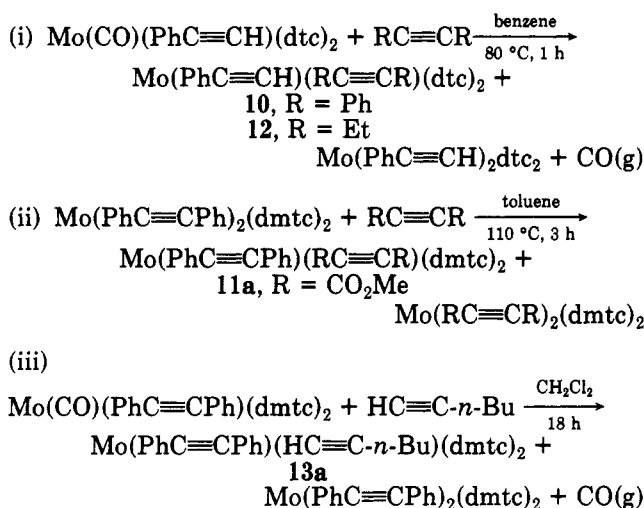 (i) Mo(CO)(PhC≡CH)(dtc)₂ + RC≡CR benzene 80 °C, 1 h
Mo(PhC≡CH)(RC≡CR)(dtc)₂ +
10, R = Ph
12, R = Et
Mo(PhC≡CH)₂dtc₂ + CO(g)
(ii) Mo(PhC≡CPh)₂(dmtc)₂ + RC≡CR toluene 110 °C, 3 h
Mo(PhC≡CPh)(RC≡CR)(dmtc)₂ +
11a, R = CO₂Me
Mo(RC≡CR)₂(dmtc)₂
(iii)
Mo(CO)(PhC≡CPh)(dmtc)₂ + HC≡C-n-Bu CH₂Cl₂ 18 h
Mo(PhC≡CPh)(HC≡C-n-Bu)(dmtc)₂ +
13a
Mo(PhC≡CPh)₂(dmtc)₂ + CO(g)